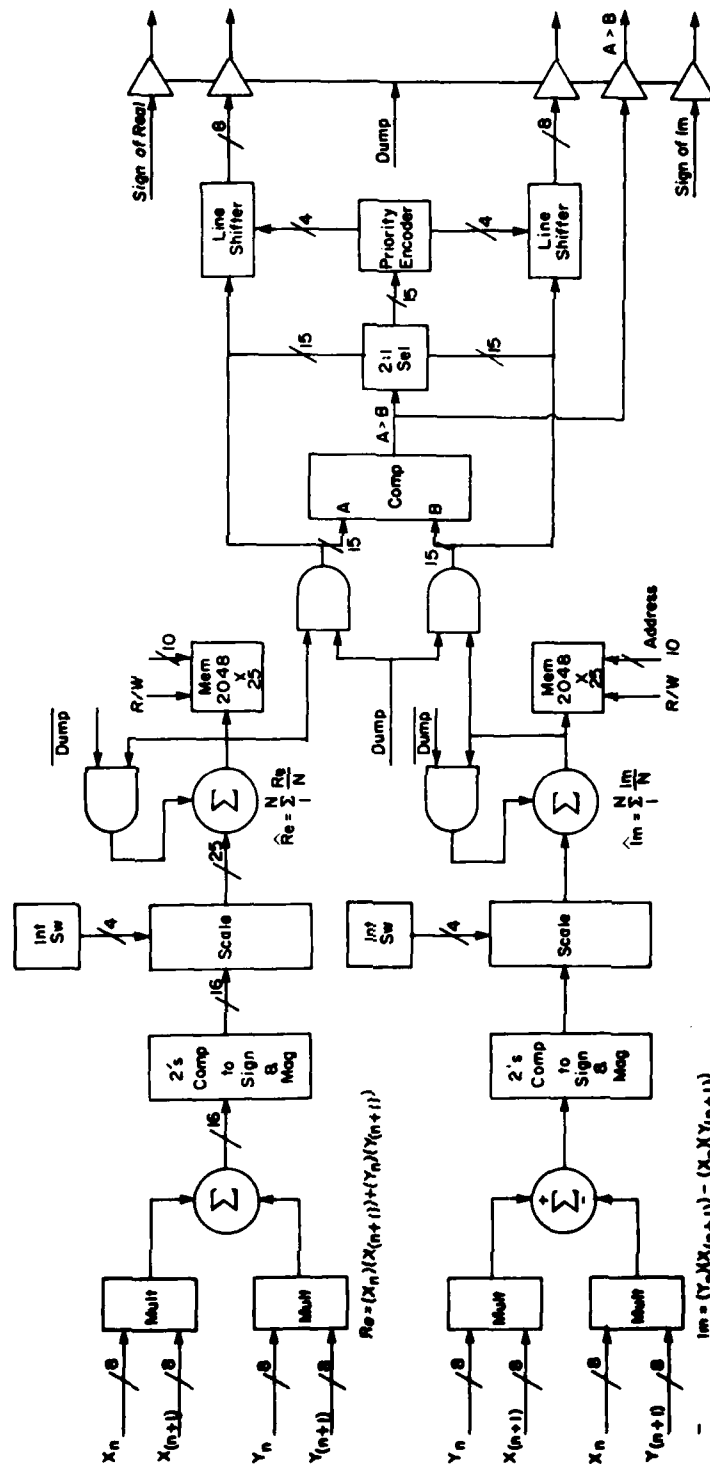 Sign of Real
8
Line
Shifter
4
15
Dump
Priority
Encoder
15
2:1
Sel
A > B
Comp
A
B
15
15
4
15
Line
Shifter
8
A > B
Sign of Im
Dump
Dump
R/W
10
Mem
2048
X
25
Σ
R̂e = Σ Re/N
N
1
25
Int
Sw
4
Scale
16
2's
Comp
to
Sign
&
Mag
16
Σ
Mult
Mult
Xn
8
X(n+1)
8
Yn
8
Y(n+1)
8
Re = (Xn)(X(n+1))+(Yn)(Y(n+1))
Dump
Mem
2048
X
25
Address
10
R/W
Σ
Îm = Σ Im/N
N
1
Int
Sw
4
Scale
2's
Comp
to
Sign
&
Mag
+
Σ
-
Mult
Mult
Yn
8
X(n+1)
8
Xn
8
Y(n+1)
8
Im = (Yn)(X(n+1)) - (Xn)(Y(n+1))